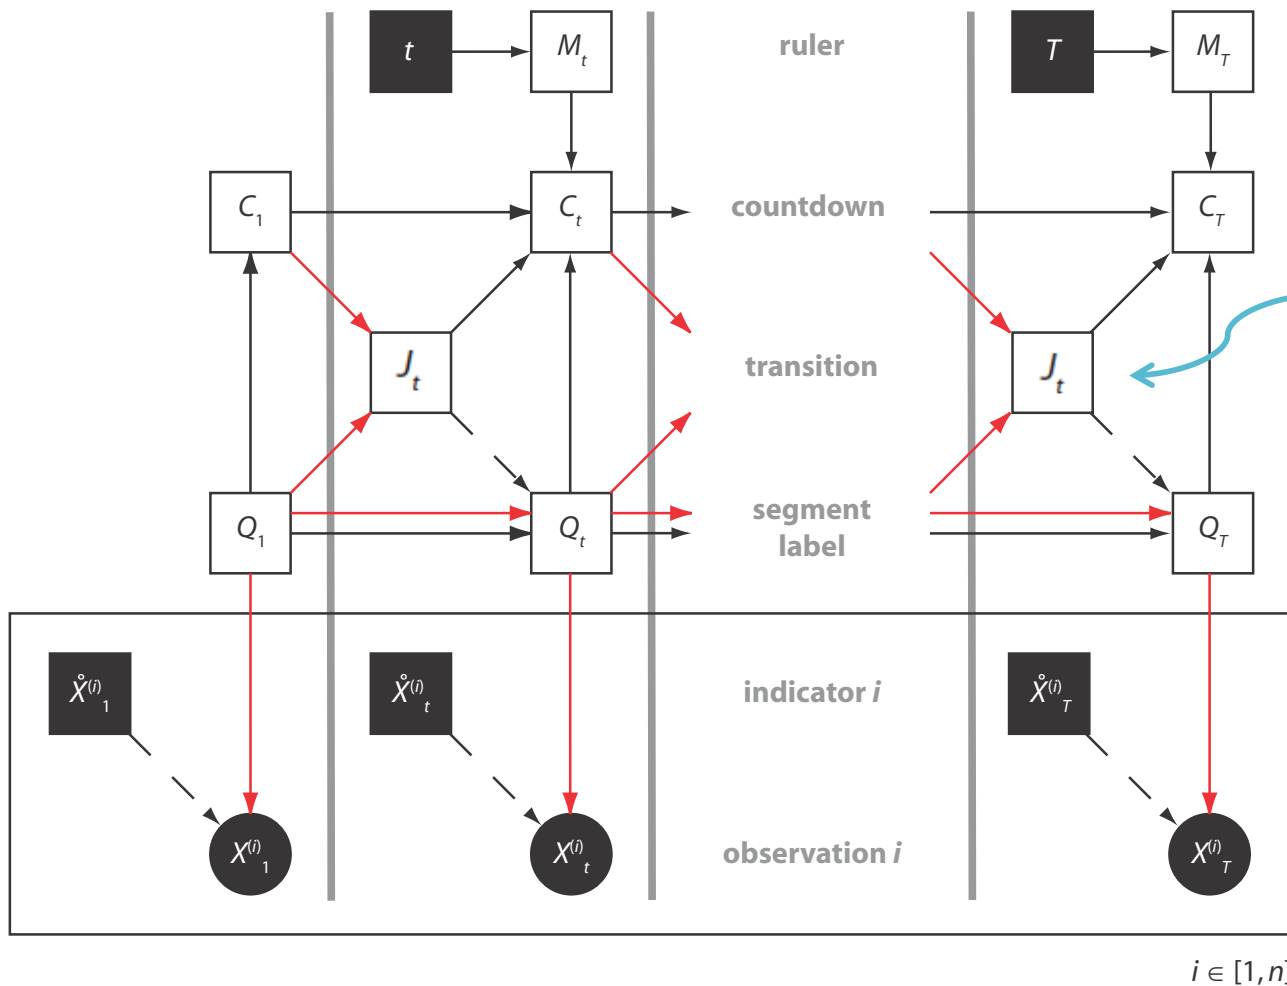 t M_t ruler T M_T
C_1 C_t countdown C_T
J_t transition J_t
Q_1 Q_t segment label Q_T
X̊^(i)_1 X̊^(i)_t indicator i X̊^(i)_T
X^(i)_1 X^(i)_t observation i X^(i)_T
i ∈ [1, n]